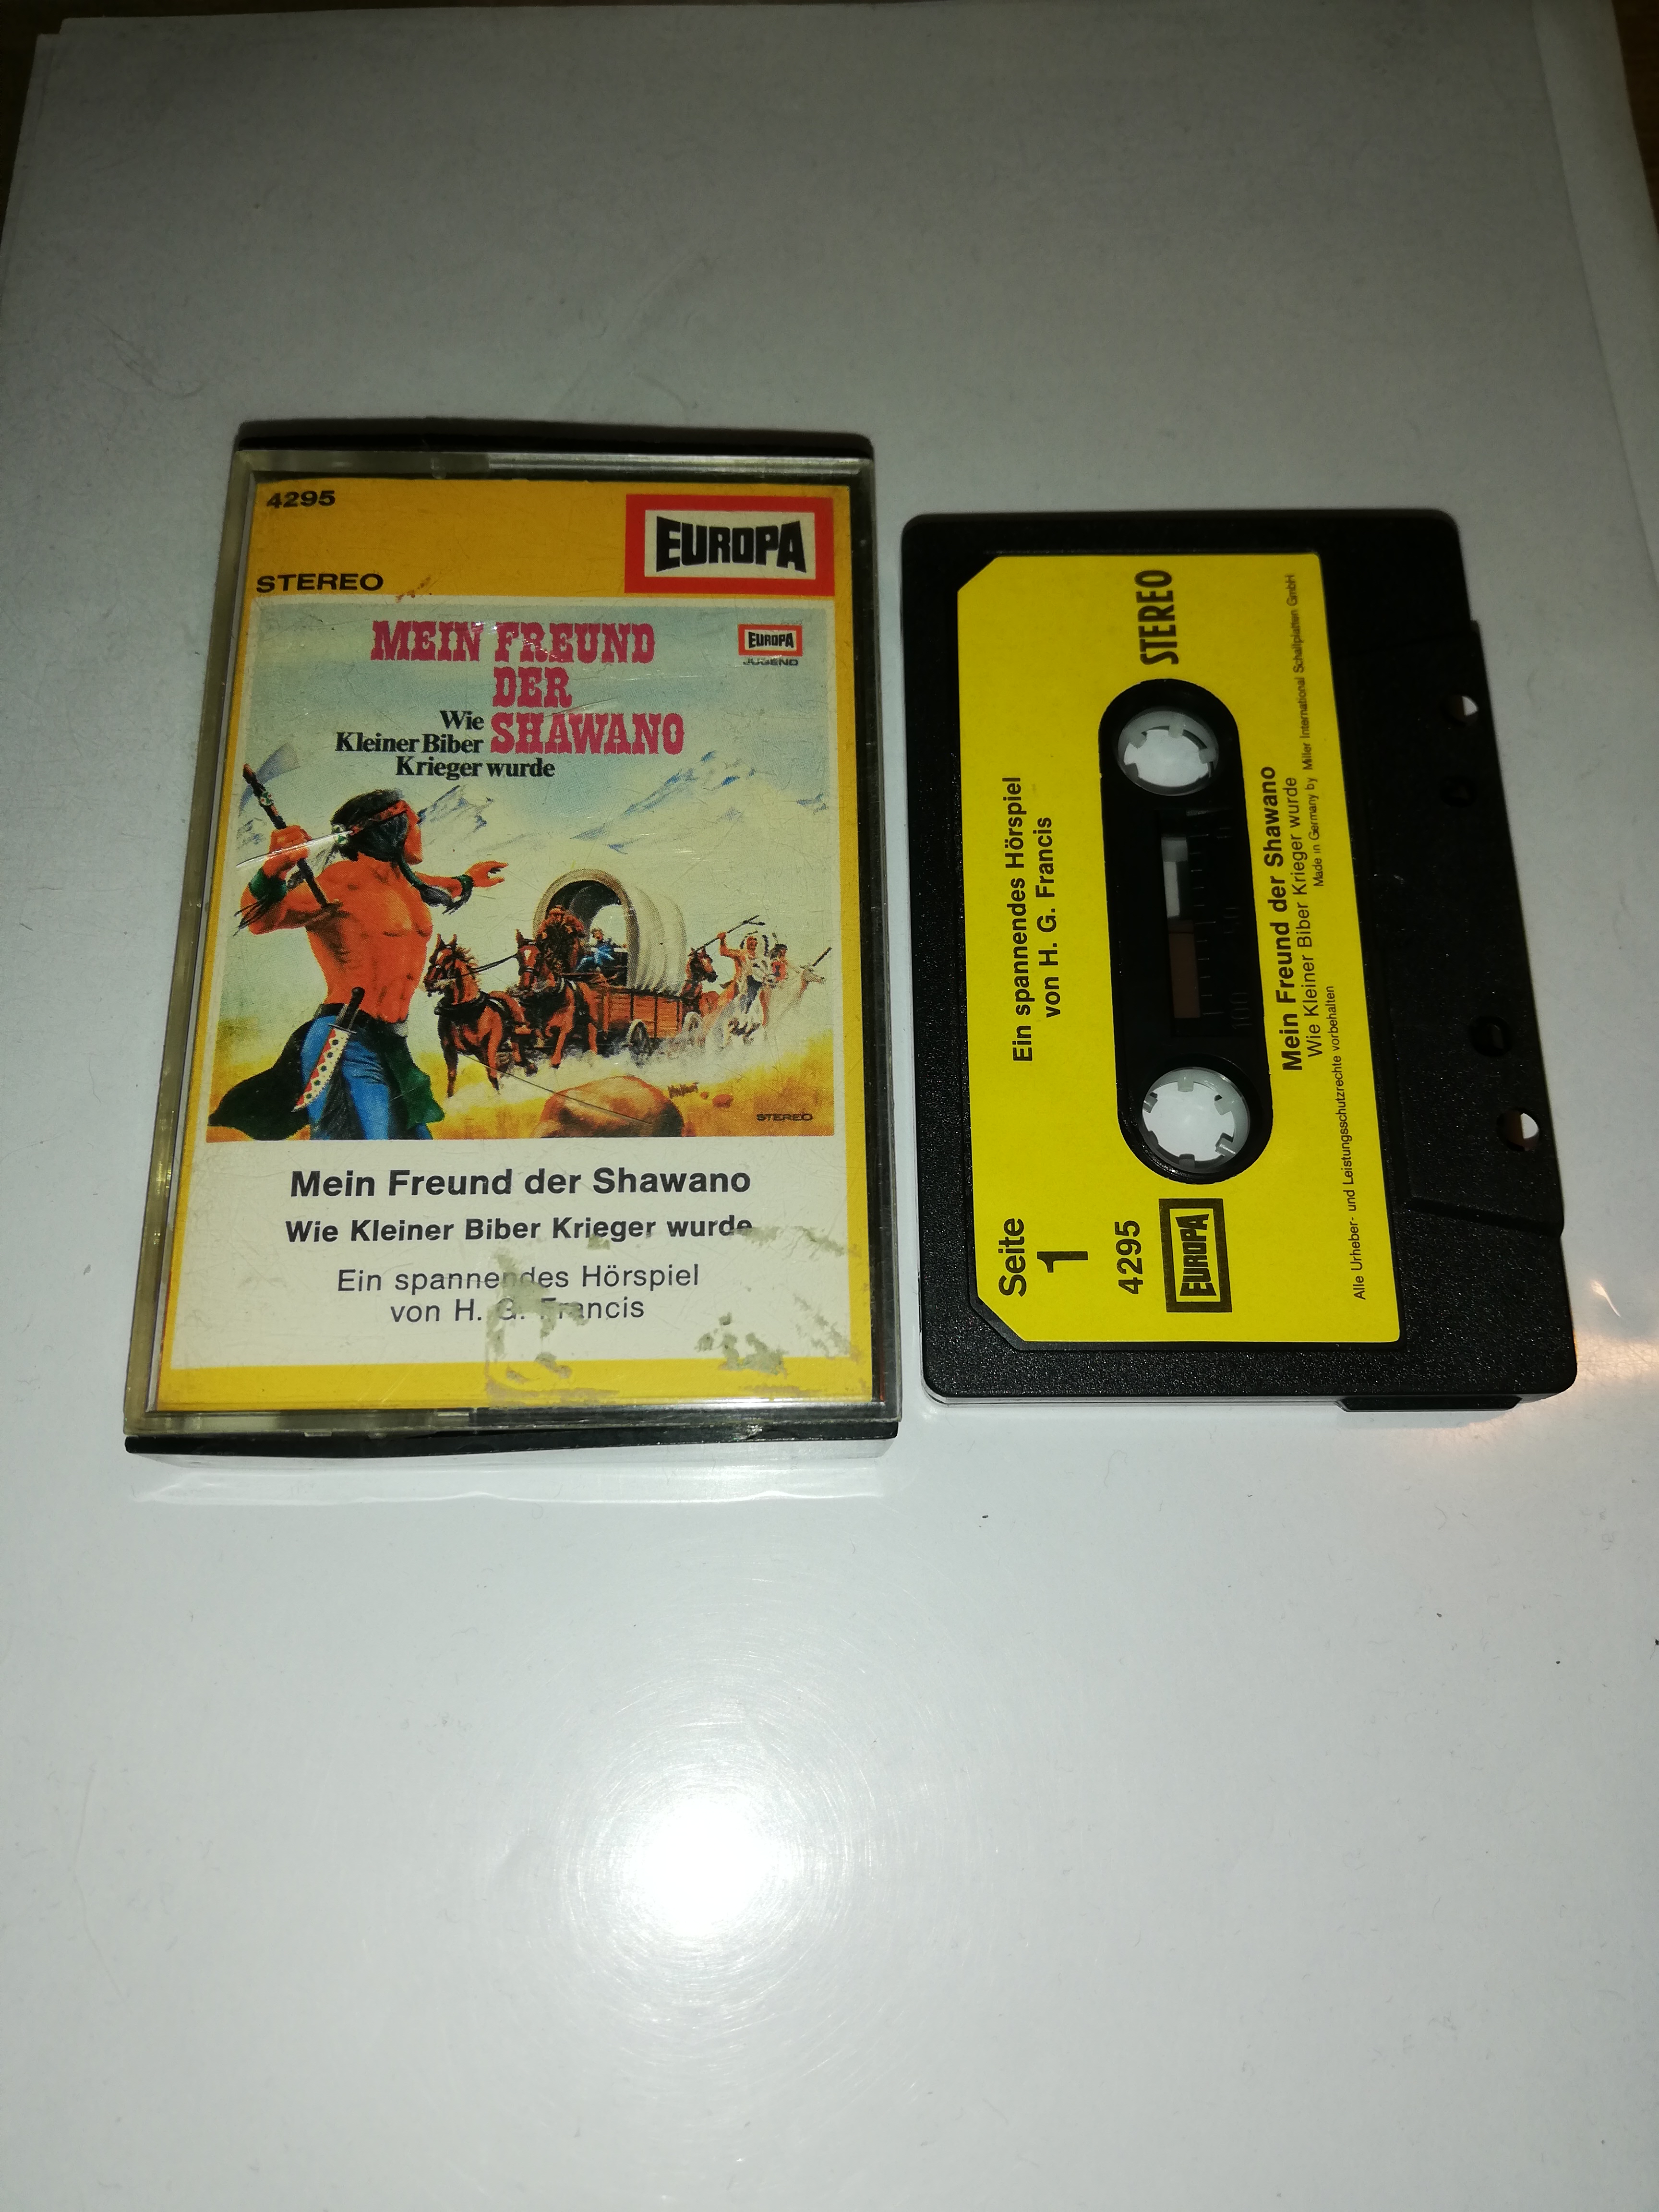 4295
EUROPA
STEREO
MEIN FREUND
DER
SHAWANO
Wie
Kleiner Biber
Krieger wurde
EUROPA
JUGEND
STEREO
Mein Freund der Shawano
Wie Kleiner Biber Krieger wurde
Ein spannendes Hörspiel
von H. G. Francis
Ein spannendes Hörspiel
von H. G. Francis
Seite
1
4295
EUROPA
STEREO
100
Mein Freund der Shawano
Wie Kleiner Biber Krieger wurde
Made in Germany by Miller International Schallplatten GmbH
Alle Urheber- und Leistungsschutzrechte vorbehalten